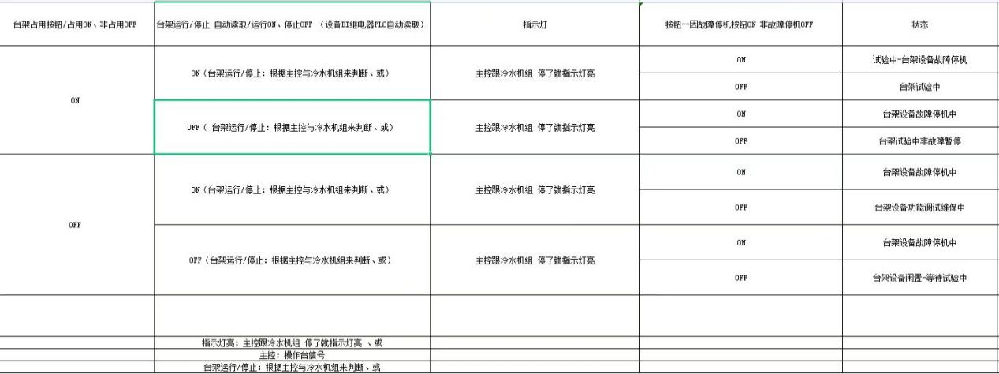 台架占用按钮/占用ON、非占用OFF
台架运行/停止 自动读取/运行ON、停止OFF （设备DI继电器PLC自动读取）
指示灯
按钮--因故障停机按钮ON 非故障停机OFF
状态
ON
ON（台架运行/停止：根据主控与冷水机组来判断、或）
主控跟冷水机组 停了就指示灯亮
ON
试验中-台架设备故障停机
OFF
台架试验中
OFF（ 台架运行/停止：根据主控与冷水机组来判断、或）
主控跟冷水机组 停了就指示灯亮
ON
台架设备故障停机中
OFF
台架试验中非故障暂停
OFF
ON（台架运行/停止：根据主控与冷水机组来判断、或）
主控跟冷水机组 停了就指示灯亮
ON
台架设备故障停机中
OFF
台架设备功能调试维保中
OFF（台架运行/停止：根据主控与冷水机组来判断、或）
主控跟冷水机组 停了就指示灯亮
ON
台架设备故障停机中
OFF
台架设备闲置-等待试验中
指示灯亮：主控跟冷水机组 停了就指示灯亮 、或
主控：操作台信号
台架运行/停止：根据主控与冷水机组来判断、或